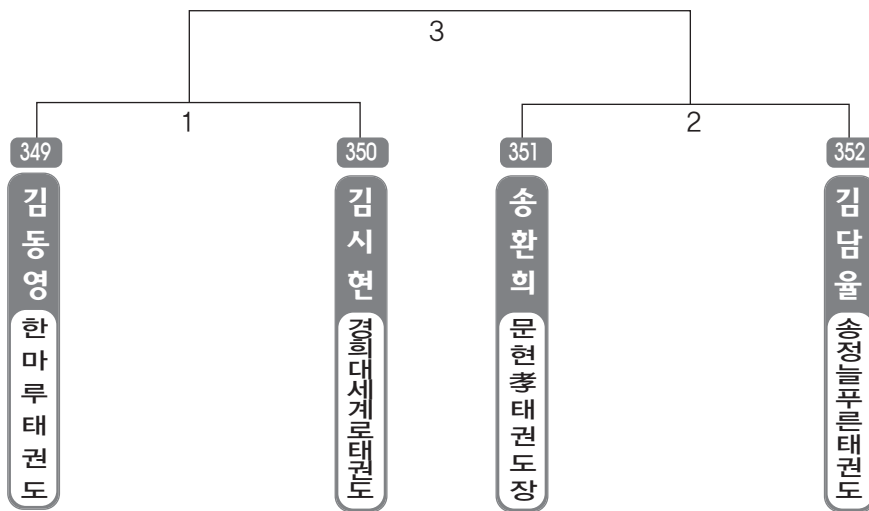 3
1
2
349
350
351
352
김동영
김시현
송환희
김담율
한마루태권도
경희대세계로태권도
문현孝태권도장
송정늘푸른태권도